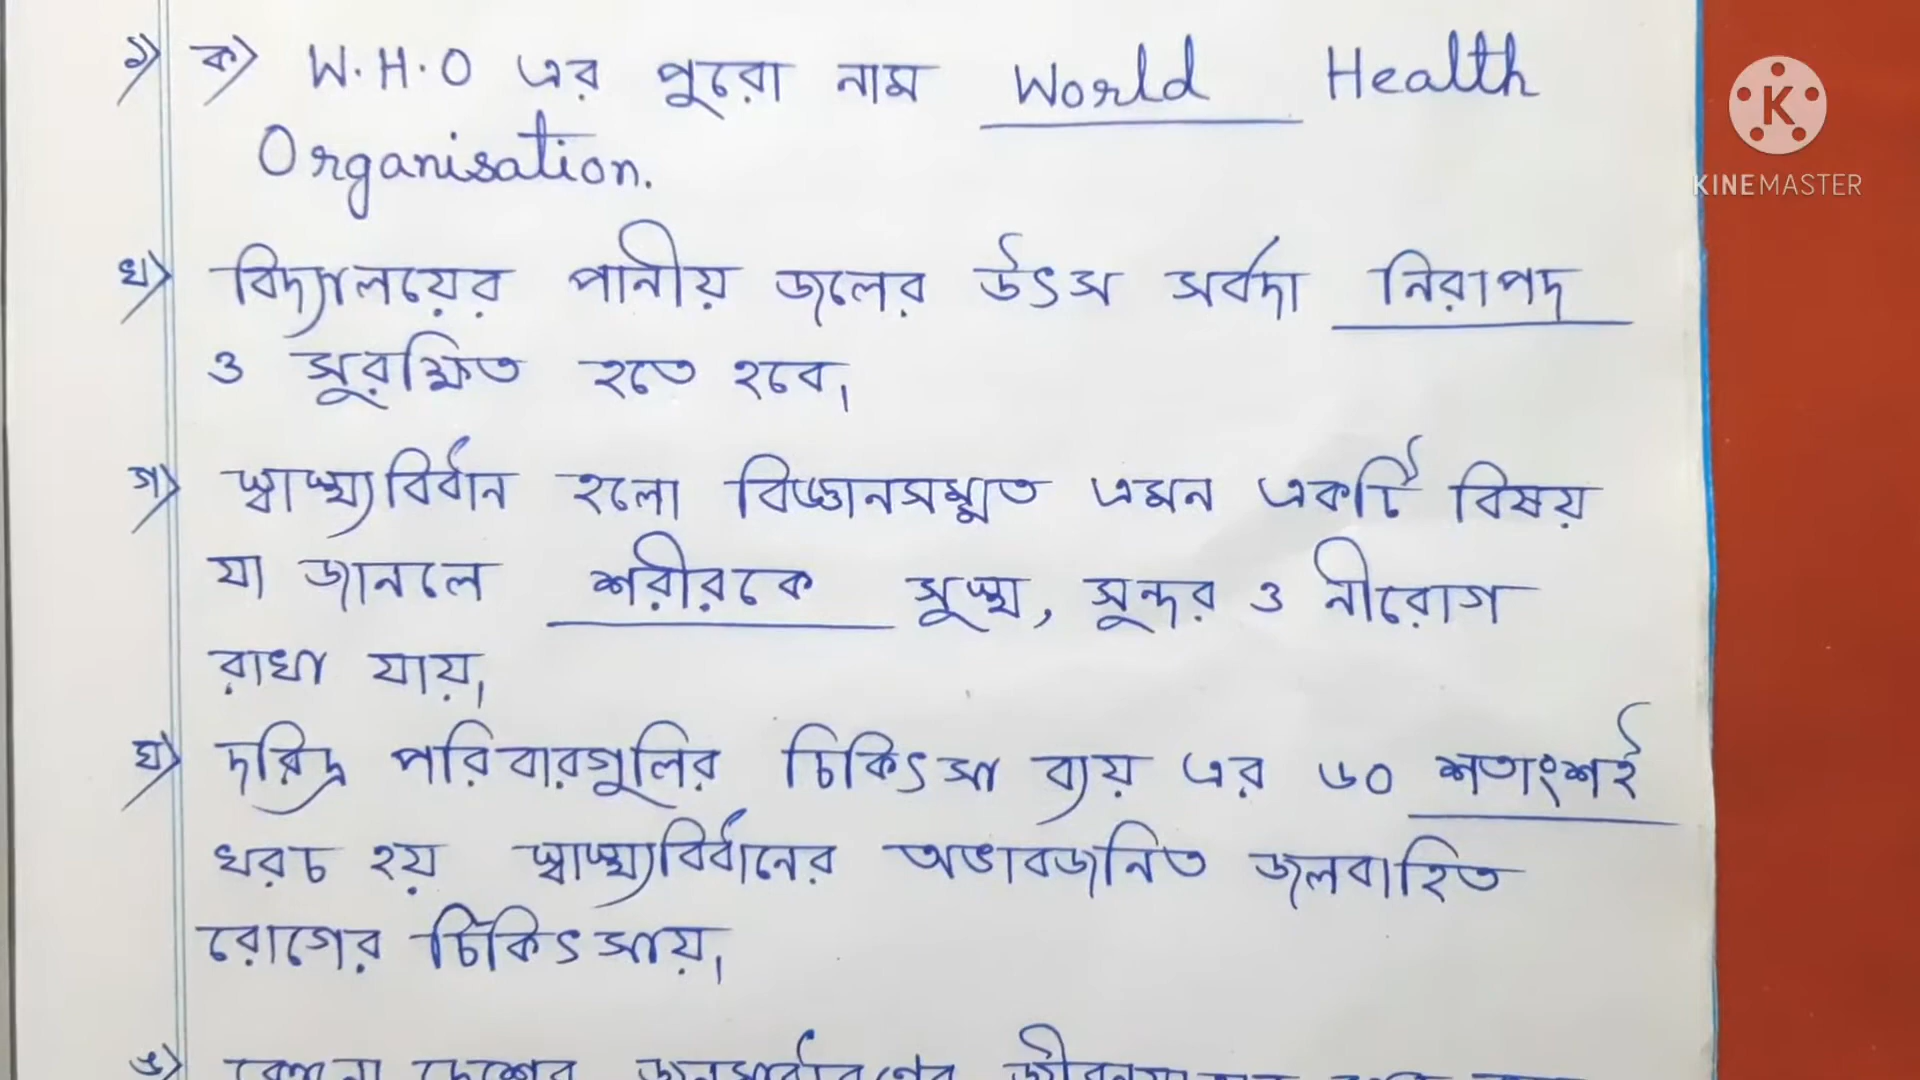 ১) ক) W.H.O এর পুরো নাম World Health
Organisation.
খ) বিদ্যালয়ের পানীয় জলের উৎস সর্বদা নিরাপদ
ও সুরক্ষিত হতে হবে।
গ) স্বাস্থ্যবিধান হলো বিজ্ঞানসম্মত এমন একটি বিষয়
যা জানলে শরীরকে সুস্থ, সুন্দর ও নীরোগ
রাখা যায়।
ঘ) দরিদ্র পরিবারগুলির চিকিৎসা ব্যয় এর ৬০ শতাংশই
খরচ হয় স্বাস্থ্যবিধানের অভাবজনিত জলবাহিত
রোগের চিকিৎসায়।
ঙ) কোনো দেশের জনসাধারণের
KINEMASTER